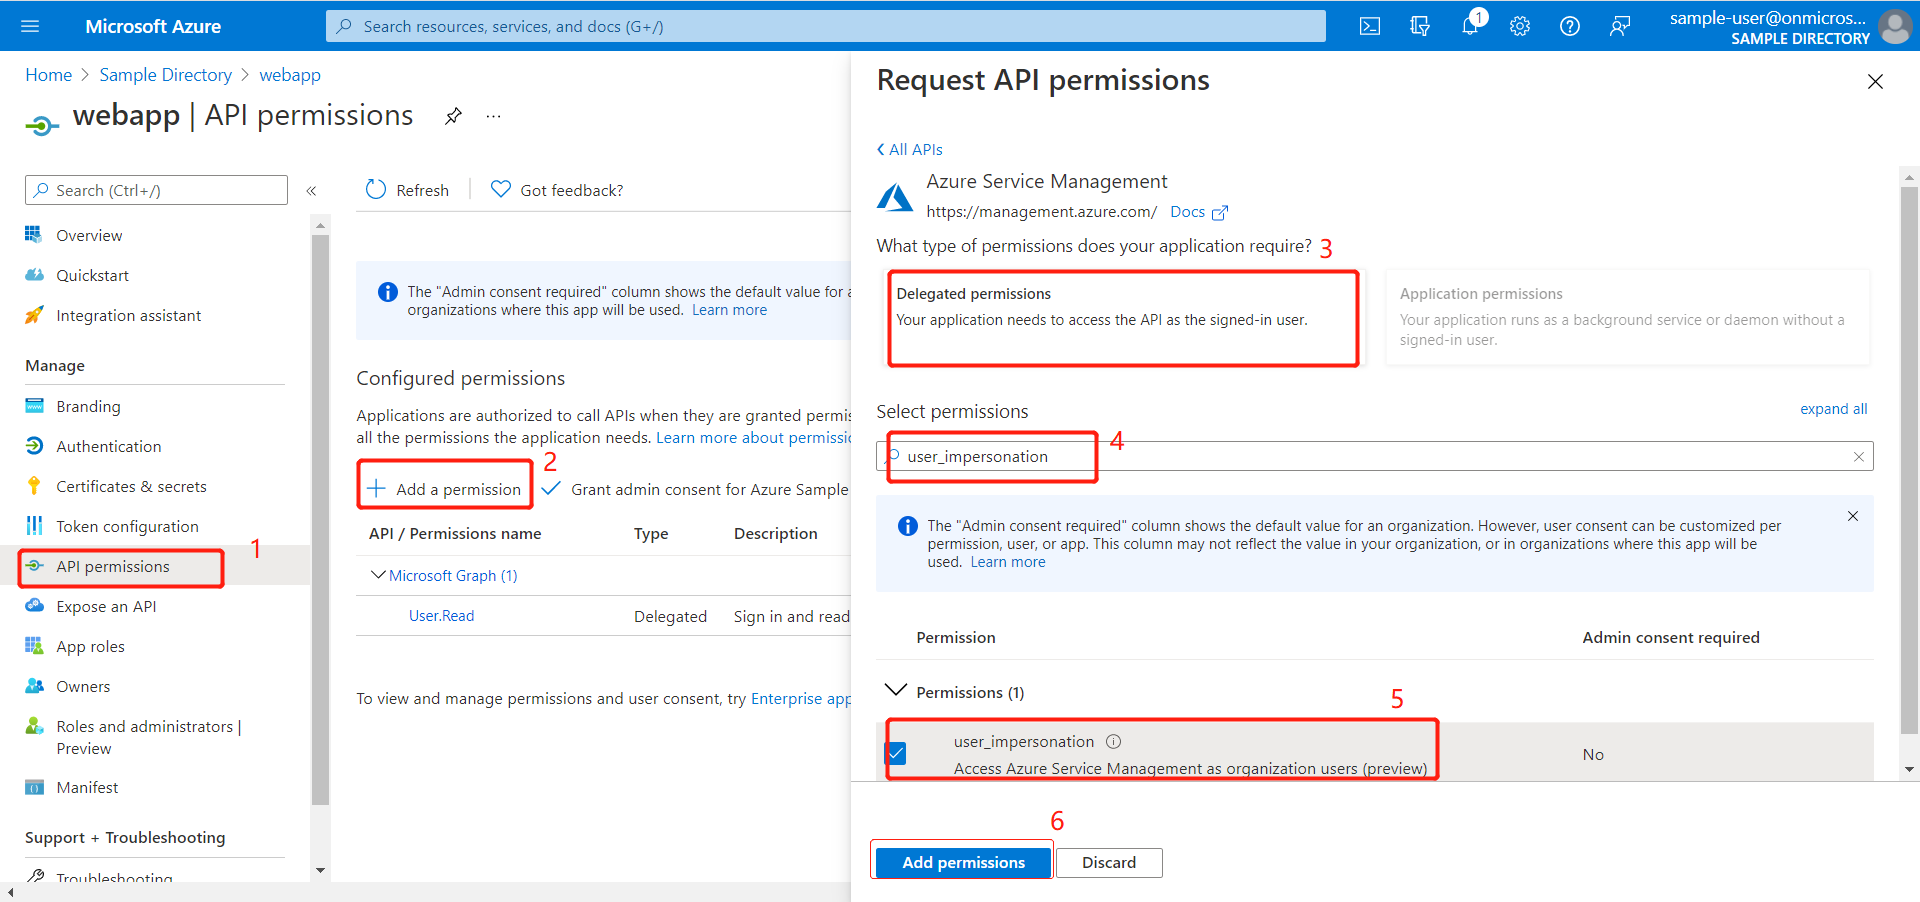 Microsoft Azure
Search resources, services, and docs (G+/)
1
sample-user@onmicros...
SAMPLE DIRECTORY
Home > Sample Directory > webapp
webapp | API permissions
...
Search (Ctrl+/)
«
Overview
Quickstart
Integration assistant
Manage
Branding
Authentication
Certificates & secrets
Token configuration
API permissions
1
Expose an API
App roles
Owners
Roles and administrators |
Preview
Manifest
Support + Troubleshooting
Troubleshooting
Refresh
Got feedback?
The "Admin consent required" column shows the default value for
organizations where this app will be used. Learn more
Configured permissions
Applications are authorized to call APIs when they are granted permis
all the permissions the application needs. Learn more about permissio
2
Add a permission
Grant admin consent for Azure Sample
API / Permissions name Type Description
Microsoft Graph (1)
User.Read Delegated Sign in and read
To view and manage permissions and user consent, try Enterprise app
Request API permissions
All APIs
Azure Service Management
https://management.azure.com/ Docs
What type of permissions does your application require?
3
Delegated permissions
Your application needs to access the API as the signed-in user.
Application permissions
Your application runs as a background service or daemon without a
signed-in user.
Select permissions
expand all
4
user_impersonation
The "Admin consent required" column shows the default value for an organization. However, user consent can be customized per
permission, user, or app. This column may not reflect the value in your organization, or in organizations where this app will be
used. Learn more
Permission Admin consent required
Permissions (1)
5
user_impersonation
Access Azure Service Management as organization users (preview)
No
6
Add permissions
Discard